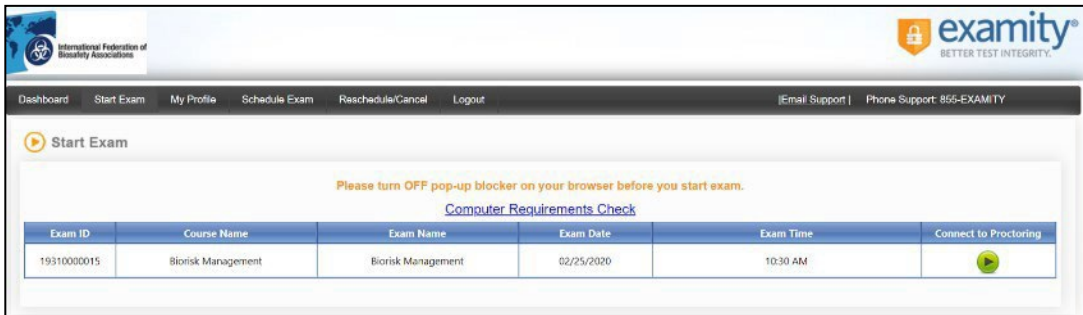 International Federation of
Biosafety Associations
examity®
BETTER TEST INTEGRITY.
Dashboard Start Exam My Profile Schedule Exam Reschedule/Cancel Logout |Email Support | Phone Support: 855-EXAMITY
Start Exam
Please turn OFF pop-up blocker on your browser before you start exam.
Computer Requirements Check
Exam ID Course Name Exam Name Exam Date Exam Time Connect to Proctoring
19310000015 Biorisk Management Biorisk Management 02/25/2020 10:30 AM